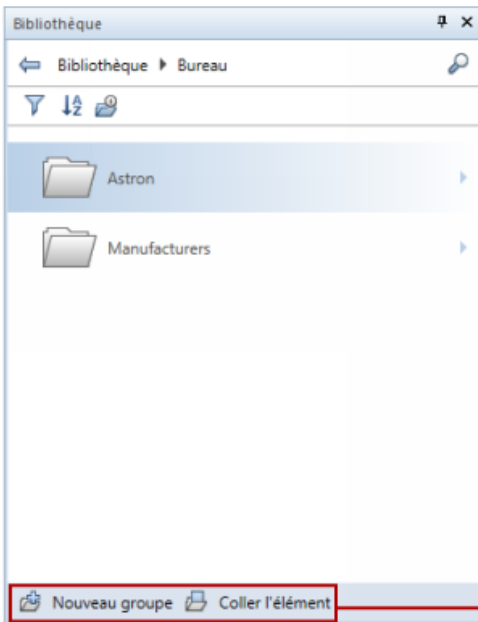 Bibliothèque
Bibliothèque Bureau
Astron
Manufacturers
Nouveau groupe Coller l'élément